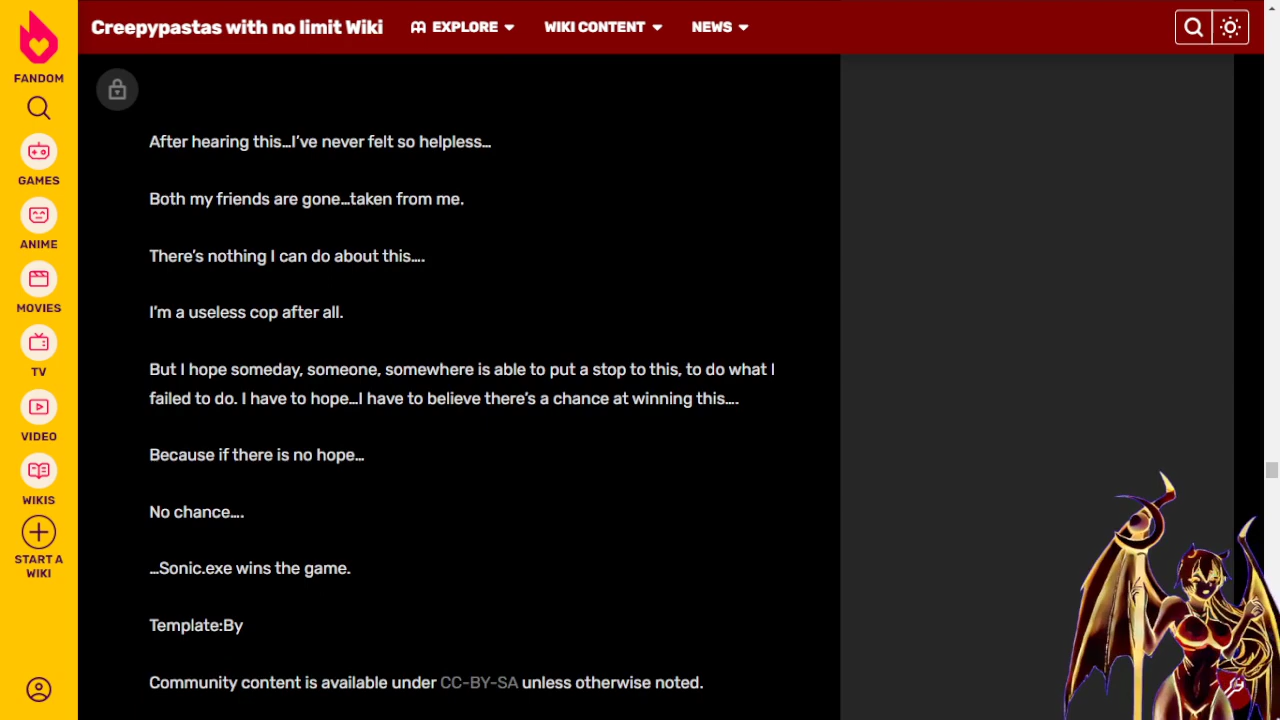 Creepypastas with no limit Wiki
EXPLORE
WIKI CONTENT
NEWS
FANDOM
GAMES
ANIME
MOVIES
TV
VIDEO
WIKIS
START A
WIKI
After hearing this…I’ve never felt so helpless…
Both my friends are gone…taken from me.
There’s nothing I can do about this….
I’m a useless cop after all.
But I hope someday, someone, somewhere is able to put a stop to this, to do what I
failed to do. I have to hope…I have to believe there’s a chance at winning this….
Because if there is no hope…
No chance….
…Sonic.exe wins the game.
Template:By
Community content is available under CC-BY-SA unless otherwise noted.